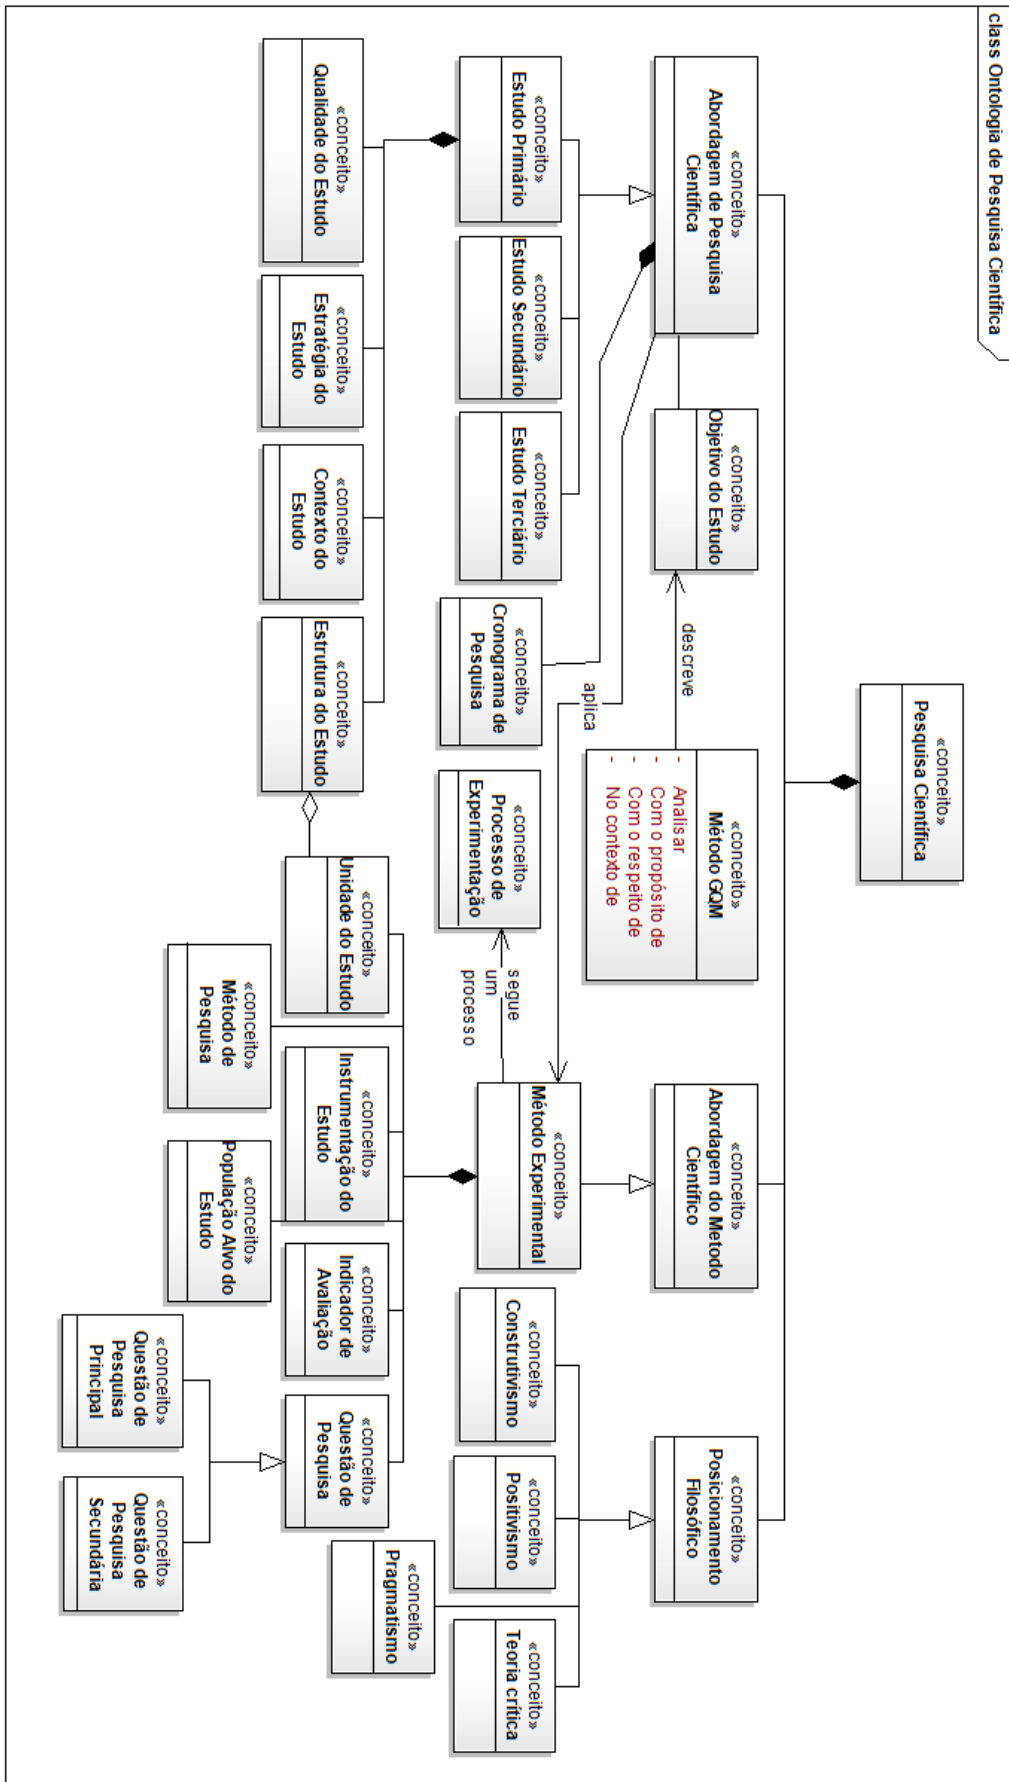 class Ontologia de Pesquisa Científica
«conceito»
Pesquisa Científica
«conceito»
Abordagem de Pesquisa
Científica
«conceito»
Objetivo do Estudo
descreve
«conceito»
Método GQM
- Analisar
- Com o propósito de
- Com o respeito de
- No contexto de
«conceito»
Abordagem do Metodo
Científico
«conceito»
Posicionamento
Filosófico
«conceito»
Estudo Primário
«conceito»
Estudo Secundário
«conceito»
Estudo Terciário
«conceito»
Cronograma de
Pesquisa
aplica
«conceito»
Processo de
Experimentação
segue
um
processo
«conceito»
Método Experimental
«conceito»
Construtivismo
«conceito»
Positivismo
«conceito»
Pragmatismo
«conceito»
Teoria crítica
«conceito»
Qualidade do Estudo
«conceito»
Estratégia do
Estudo
«conceito»
Contexto do
Estudo
«conceito»
Estrutura do Estudo
«conceito»
Unidade do Estudo
«conceito»
Método de
Pesquisa
«conceito»
Instrumentação do
Estudo
«conceito»
População Alvo do
Estudo
«conceito»
Indicador de
Avaliação
«conceito»
Questão de
Pesquisa
«conceito»
Questão de
Pesquisa
Principal
«conceito»
Questão de
Pesquisa
Secundária